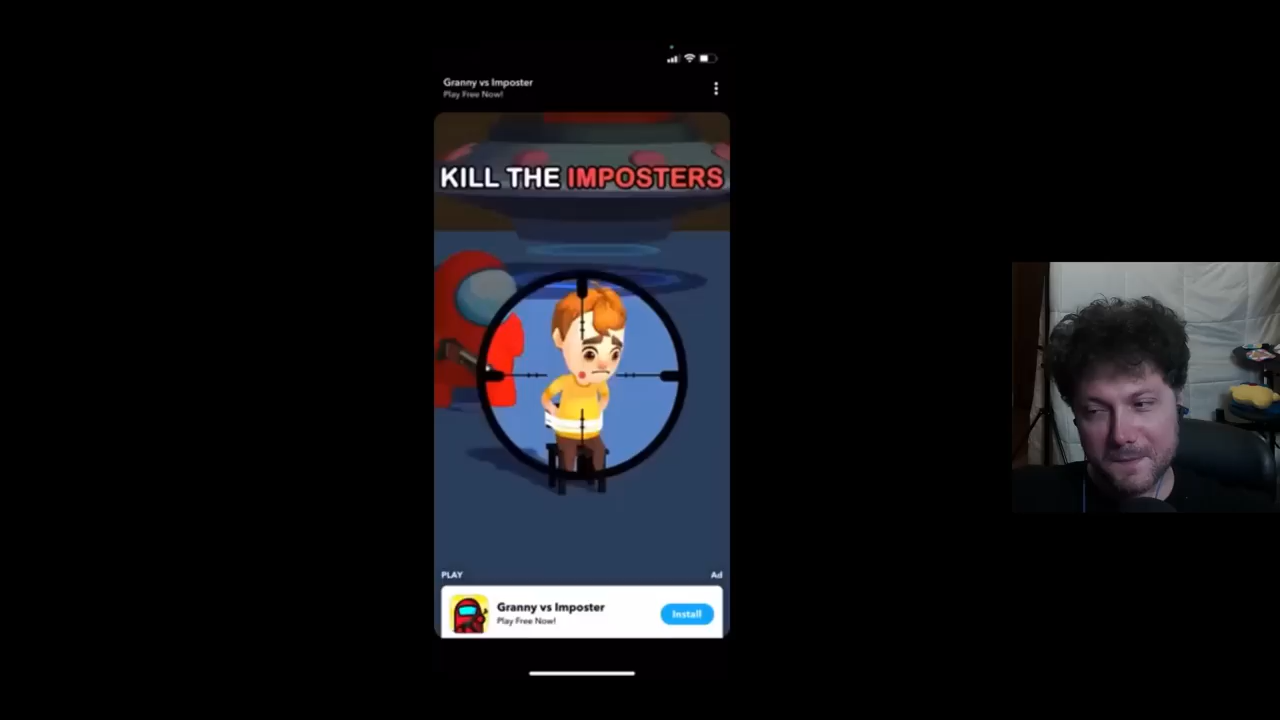 Granny vs Imposter
Play Free Now!
KILL THE IMPOSTERS
PLAY
Ad
Granny vs Imposter
Play Free Now!
Install